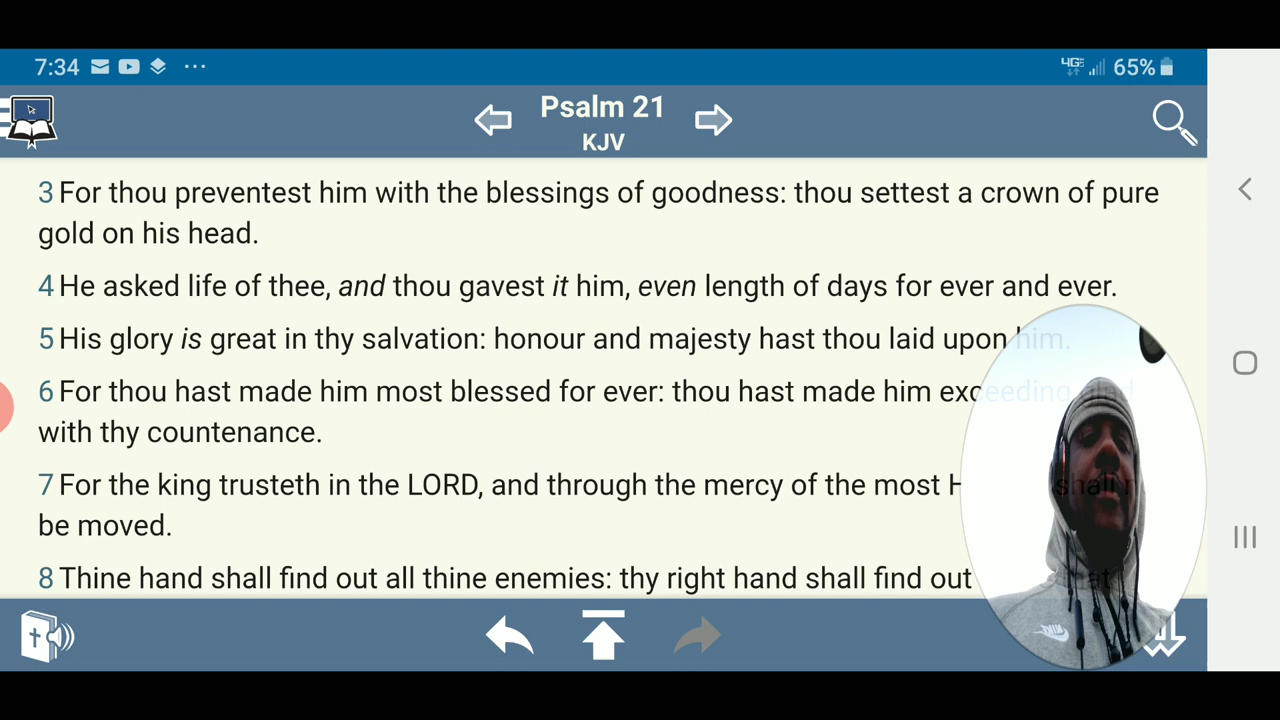 7:34 ... 4GE 65%
Psalm 21
KJV
3 For thou preventest him with the blessings of goodness: thou settest a crown of pure
gold on his head.
4 He asked life of thee, and thou gavest it him, even length of days for ever and ever.
5 His glory is great in thy salvation: honour and majesty hast thou laid upon him.
6 For thou hast made him most blessed for ever: thou hast made him exceeding glad
with thy countenance.
7 For the king trusteth in the LORD, and through the mercy of the most shall
be moved.
8 Thine hand shall find out all thine enemies: thy right hand shall find out